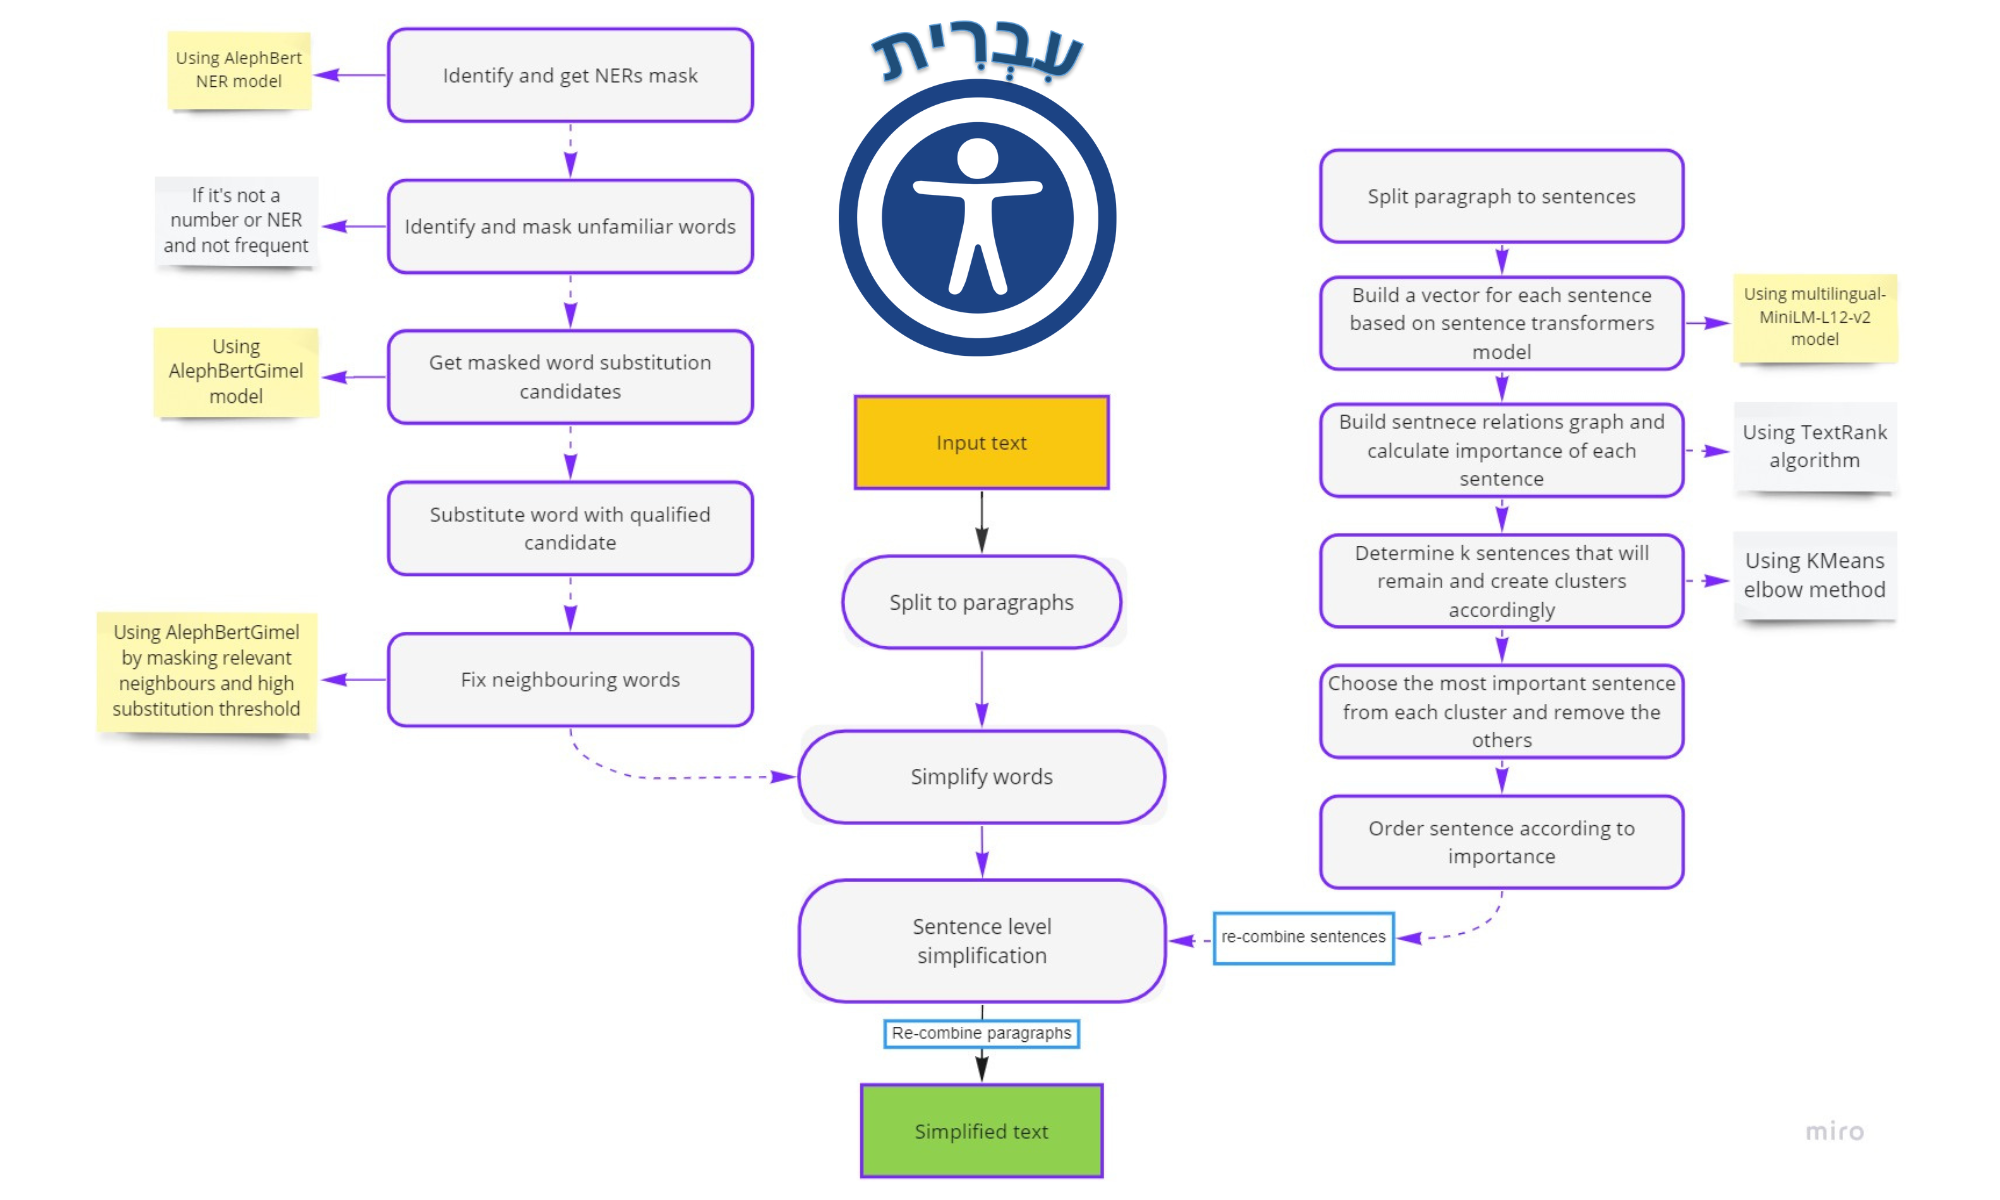 Using AlephBert
NER model
Identify and get NERs mask
If it's not a
number or NER
and not frequent
Identify and mask unfamiliar words
Using
AlephBertGimel
model
Get masked word substitution
candidates
Substitute word with qualified
candidate
Using AlephBertGimel
by masking relevant
neighbours and high
substitution threshold
Fix neighbouring words
עִבְרִית
Input text
Split to paragraphs
Simplify words
Sentence level
simplification
Re-combine paragraphs
Simplified text
Split paragraph to sentences
Build a vector for each sentence
based on sentence transformers
model
Using multilingual-
MiniLM-L12-v2
model
Build sentnece relations graph and
calculate importance of each
sentence
Using TextRank
algorithm
Determine k sentences that will
remain and create clusters
accordingly
Using KMeans
elbow method
Choose the most important sentence
from each cluster and remove the
others
Order sentence according to
importance
re-combine sentences
miro